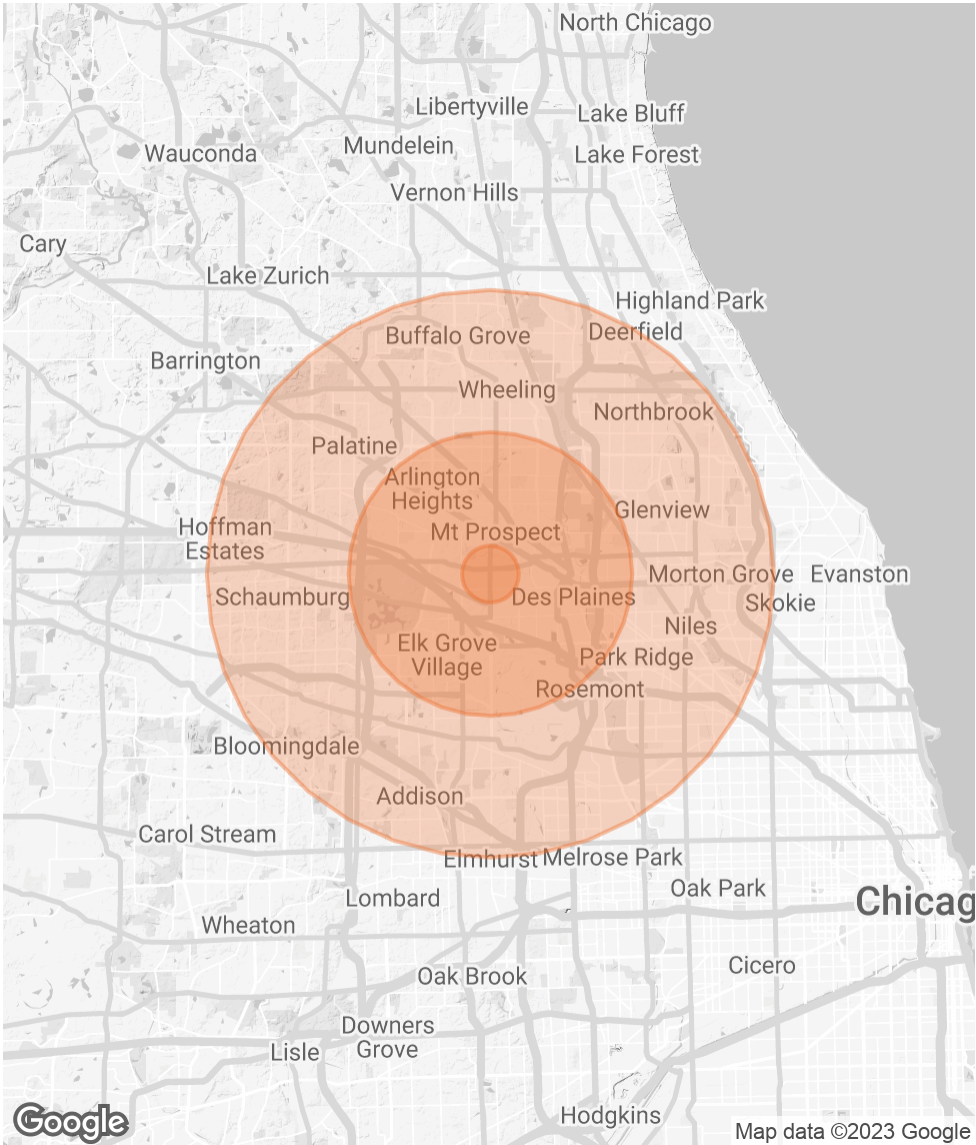 North Chicago
Libertyville
Lake Bluff
Mundelein
Wauconda
Lake Forest
Vernon Hills
Cary
Lake Zurich
Highland Park
Deerfield
Buffalo Grove
Barrington
Wheeling
Northbrook
Palatine
Arlington
Heights
Glenview
Hoffman
Estates
Mt Prospect
Morton Grove
Evanston
Schaumburg
Des Plaines
Skokie
Niles
Elk Grove
Village
Park Ridge
Rosemont
Bloomingdale
Addison
Carol Stream
Elmhurst
Melrose Park
Oak Park
Lombard
Chicag
Wheaton
Cicero
Oak Brook
Downers
Grove
Lisle
Hodgkins
Google
Map data ©2023 Google